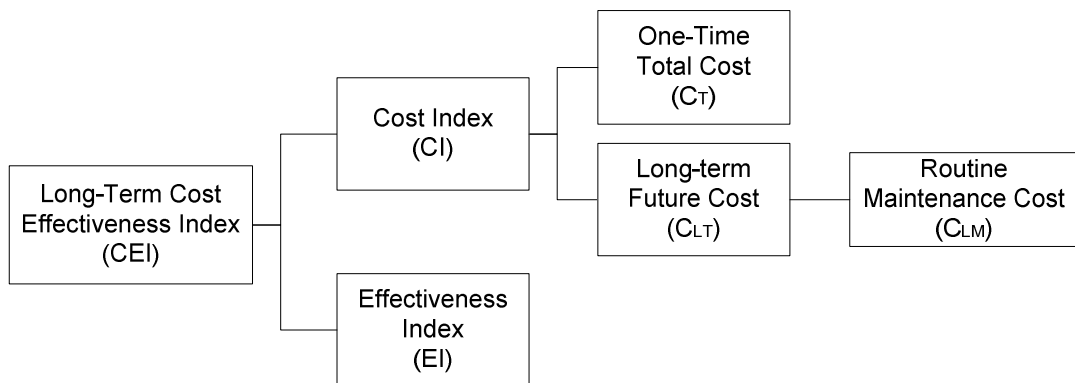 One-Time
Total Cost
(CT)
Cost Index
(CI)
Long-term
Future Cost
(CLT)
Routine
Maintenance Cost
(CLM)
Long-Term Cost
Effectiveness Index
(CEI)
Effectiveness
Index
(EI)